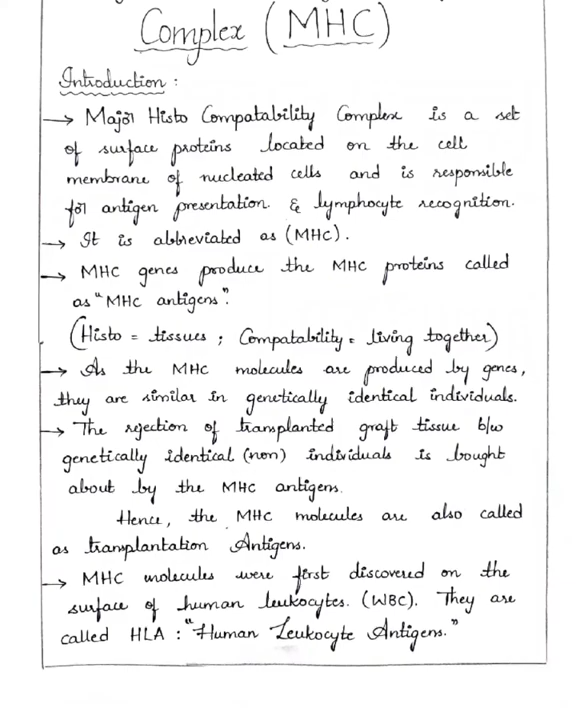 Complex (MHC)
Introduction :
→ Major Histo Compatability Complex is a set
of surface proteins located on the cell
membrane of nucleated cells and is responsible
for antigen presentation. & lymphocyte recognition.
→ It is abbreviated as (MHC).
→ MHC genes produce the MHC proteins called
as "MHC antigens".
(Histo = tissues ; Compatability = living together)
→ As the MHC molecules are produced by genes,
they are similar in genetically identical individuals.
→ The rejection of transplanted graft tissue b/w
genetically identical (non) individuals is bought
about by the MHC antigens.
Hence, the MHC molecules are also called
as transplantation Antigens.
→ MHC molecules were first discovered on the
surface of human leukocytes. (WBC). They are
called HLA : "Human Leukocyte Antigens."